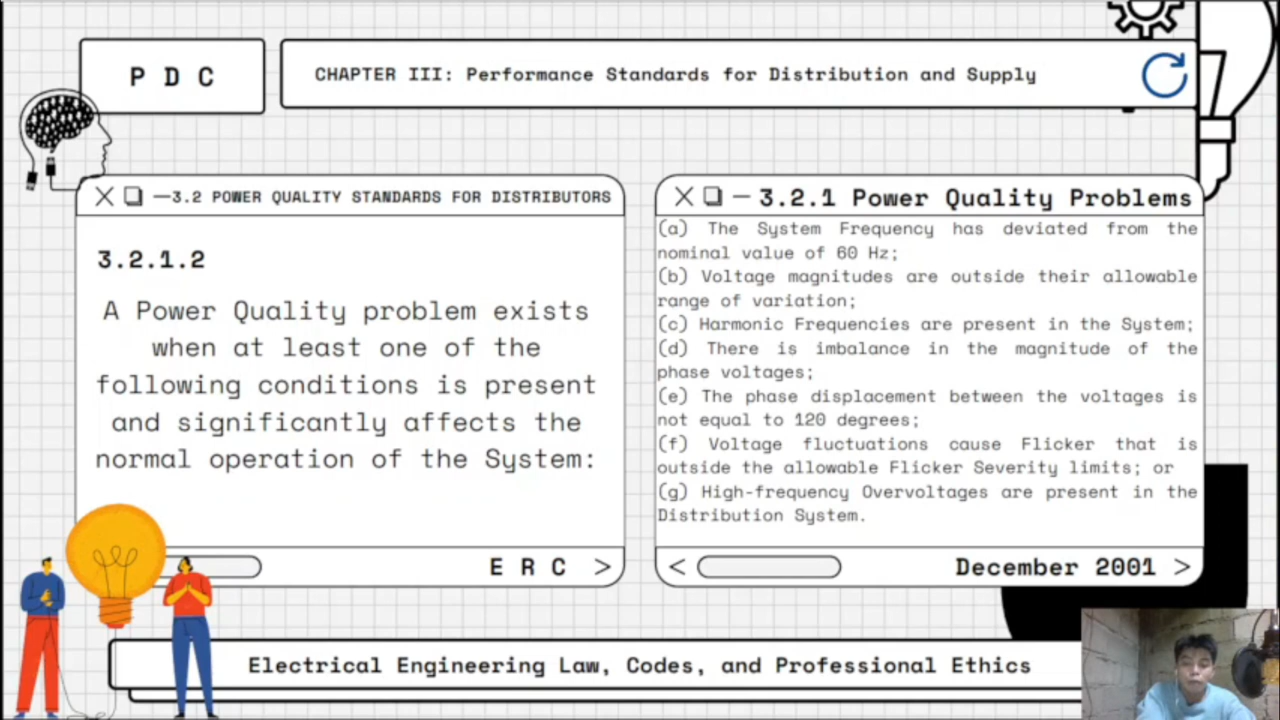 P D C
CHAPTER III: Performance Standards for Distribution and Supply
—3.2 POWER QUALITY STANDARDS FOR DISTRIBUTORS
3.2.1.2
A Power Quality problem exists
when at least one of the
following conditions is present
and significantly affects the
normal operation of the System:
E R C >
— 3.2.1 Power Quality Problems
(a) The System Frequency has deviated from the
nominal value of 60 Hz;
(b) Voltage magnitudes are outside their allowable
range of variation;
(c) Harmonic Frequencies are present in the System;
(d) There is imbalance in the magnitude of the
phase voltages;
(e) The phase displacement between the voltages is
not equal to 120 degrees;
(f) Voltage fluctuations cause Flicker that is
outside the allowable Flicker Severity limits; or
(g) High-frequency Overvoltages are present in the
Distribution System.
< December 2001 >
Electrical Engineering Law, Codes, and Professional Ethics